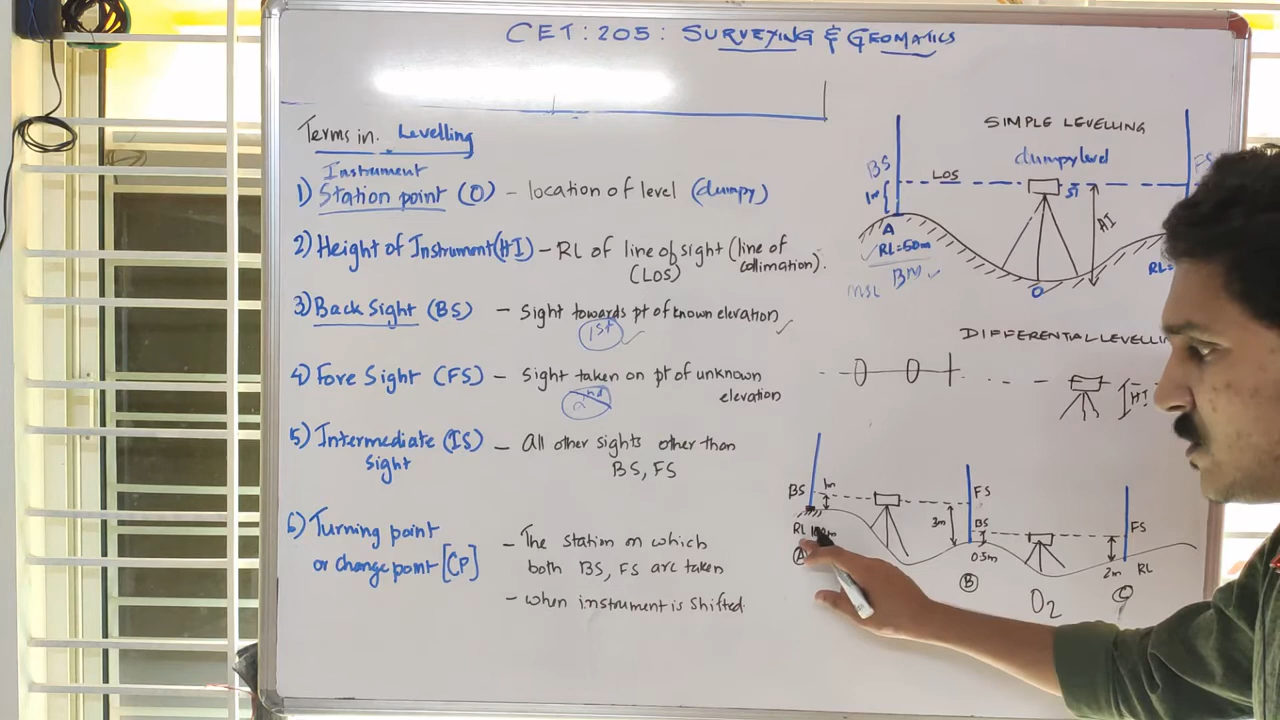 CET: 205: SURVEYING & GEOMATICS
Terms in. Levelling
Instrument
1) Station point (O) - location of level (dumpy)
2) Height of Instrument (HI) - RL of line of sight (line of
(LOS) collimation).
3) Back Sight (BS) - Sight towards pt of known elevation
1st
4) Fore Sight (FS) - Sight taken on pt of unknown
elevation
2nd
5) Intermediate (IS) - All other sights other than
Sight BS, FS
6) Turning point - The station on which
or change point [CP] both BS, FS are taken
- when instrument is shifted.
SIMPLE LEVELLING
dumpy level
BS
LOS
FS
1m
HI
A
RL=50m
BM
MSL
O
RL=
DIFFERENTIAL LEVELLIN
HI
BS 1m
FS
3m
BS
0.5m
FS
2m RL
RL
A
B
O2
C